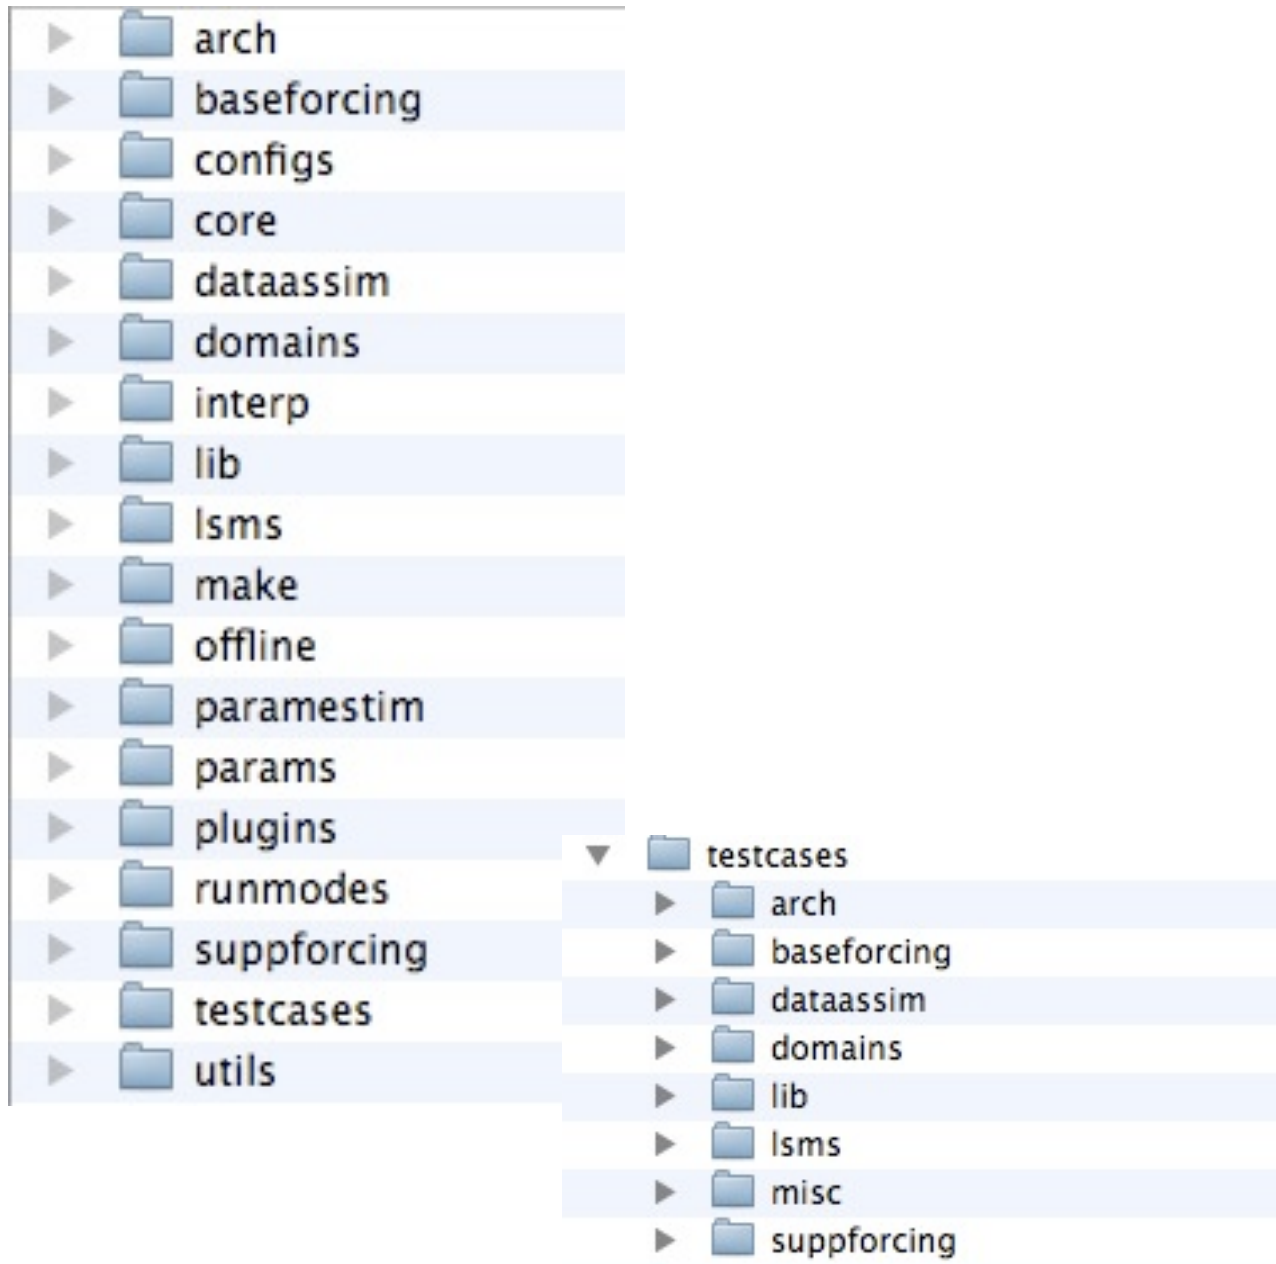 arch
baseforcing
configs
core
dataassim
domains
interp
lib
lsms
make
offline
paramestim
params
plugins
runmodes
suppforcing
testcases
utils
testcases
arch
baseforcing
dataassim
domains
lib
lsms
misc
suppforcing